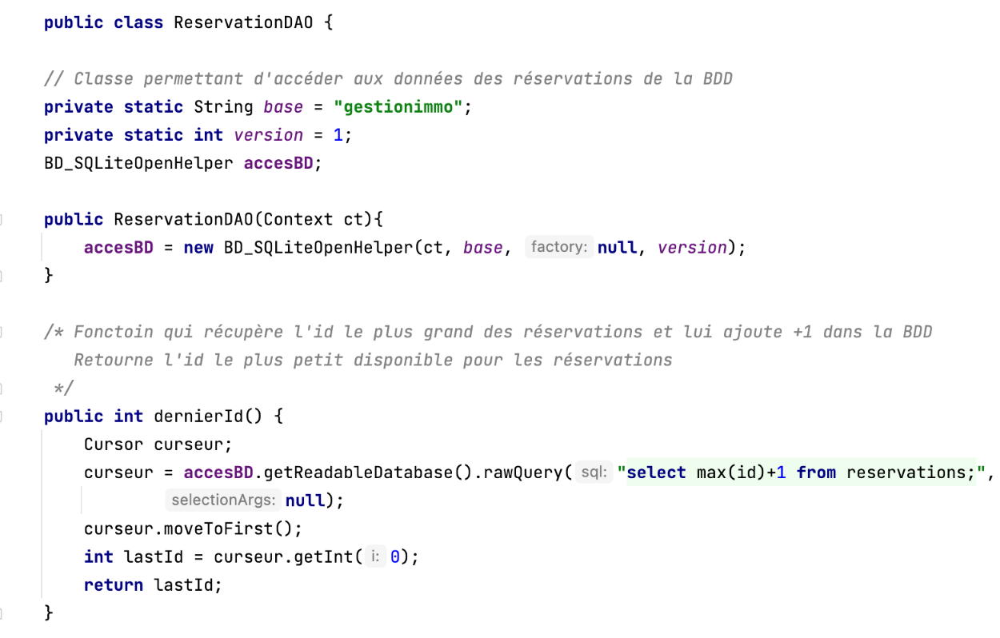 public class ReservationDAO {
// Classe permettant d'accéder aux données des réservations de la BDD
private static String base = "gestionimmo";
private static int version = 1;
BD_SQLiteOpenHelper accesBD;
public ReservationDAO(Context ct){
accesBD = new BD_SQLiteOpenHelper(ct, base, factory: null, version);
}
/* Fonctoin qui récupère l'id le plus grand des réservations et lui ajoute +1 dans la BDD
Retourne l'id le plus petit disponible pour les réservations
*/
public int dernierId() {
Cursor curseur;
curseur = accesBD.getReadableDatabase().rawQuery( sql: "select max(id)+1 from reservations;",
selectionArgs: null);
curseur.moveToFirst();
int lastId = curseur.getInt( i: 0);
return lastId;
}